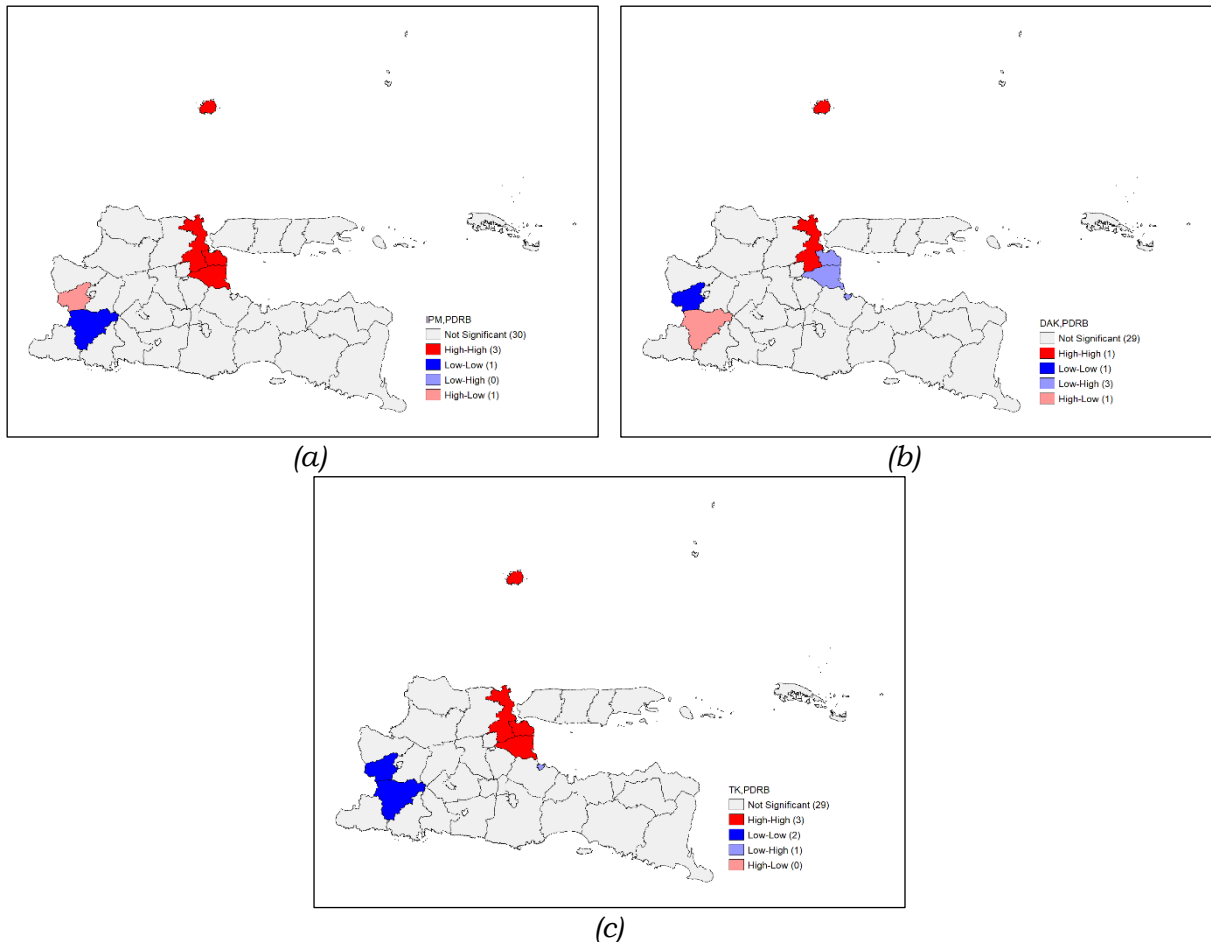 IPM,PDRB
Not Significant (30)
High-High (3)
Low-Low (1)
Low-High (0)
High-Low (1)
(a)
DAK,PDRB
Not Significant (29)
High-High (1)
Low-Low (1)
Low-High (3)
High-Low (1)
(b)
TK,PDRB
Not Significant (29)
High-High (3)
Low-Low (2)
Low-High (1)
High-Low (0)
(c)